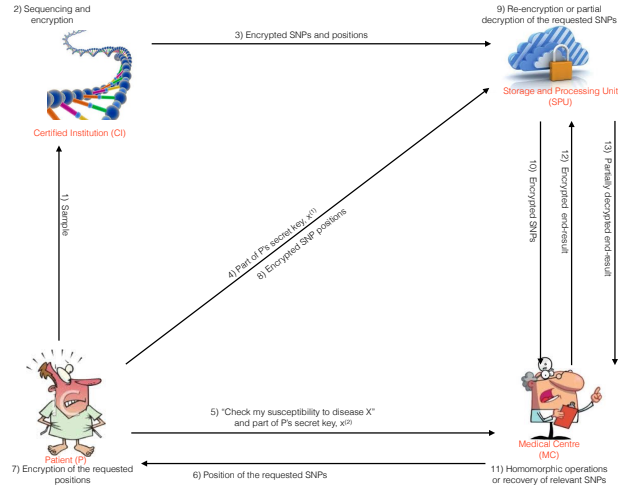 2) Sequencing and
encryption
9) Re-encryption or partial
decryption of the requested SNPs
3) Encrypted SNPs and positions
Storage and Processing Unit
(SPU)
Certified Institution (CI)
1) Sample
4) Part of P's secret key, x(1)
8) Encrypted SNP positions
10) Encrypted
SNPs
12) Encrypted
end-result
13) Partially decrypted
end-result
5) "Check my susceptibility to disease X"
and part of P's secret key, x(2)
Patient (P)
7) Encryption of the requested
positions
6) Position of the requested SNPs
Medical Centre
(MC)
11) Homomorphic operations
or recovery of relevant SNPs